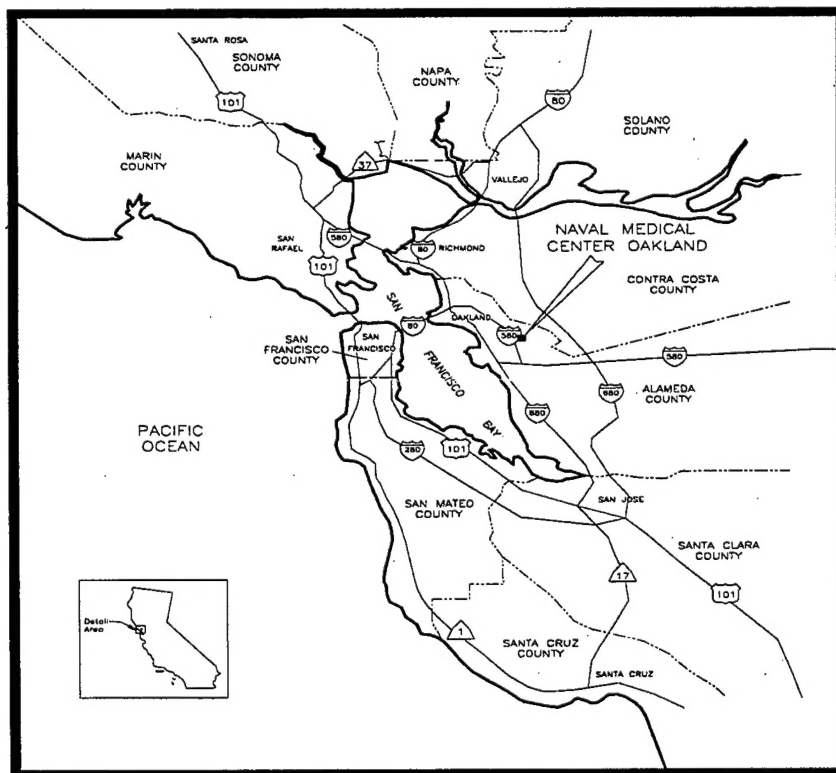 SANTA ROSA
SONOMA
COUNTY
NAPA
COUNTY
101
80
SOLANO
COUNTY
MARIN
COUNTY
37
VALLEJO
NAVAL MEDICAL
CENTER OAKLAND
SAN
RAFAEL
580
80
RICHMOND
101
CONTRA COSTA
COUNTY
SAN
FRANCISCO
BAY
OAKLAND
80
580
SAN
FRANCISCO
COUNTY
SAN
FRANCISCO
580
680
ALAMEDA
COUNTY
880
PACIFIC
OCEAN
280
101
SAN MATEO
COUNTY
SAN JOSE
SANTA CLARA
COUNTY
17
101
Detail
Area
1
SANTA CRUZ
COUNTY
SANTA CRUZ